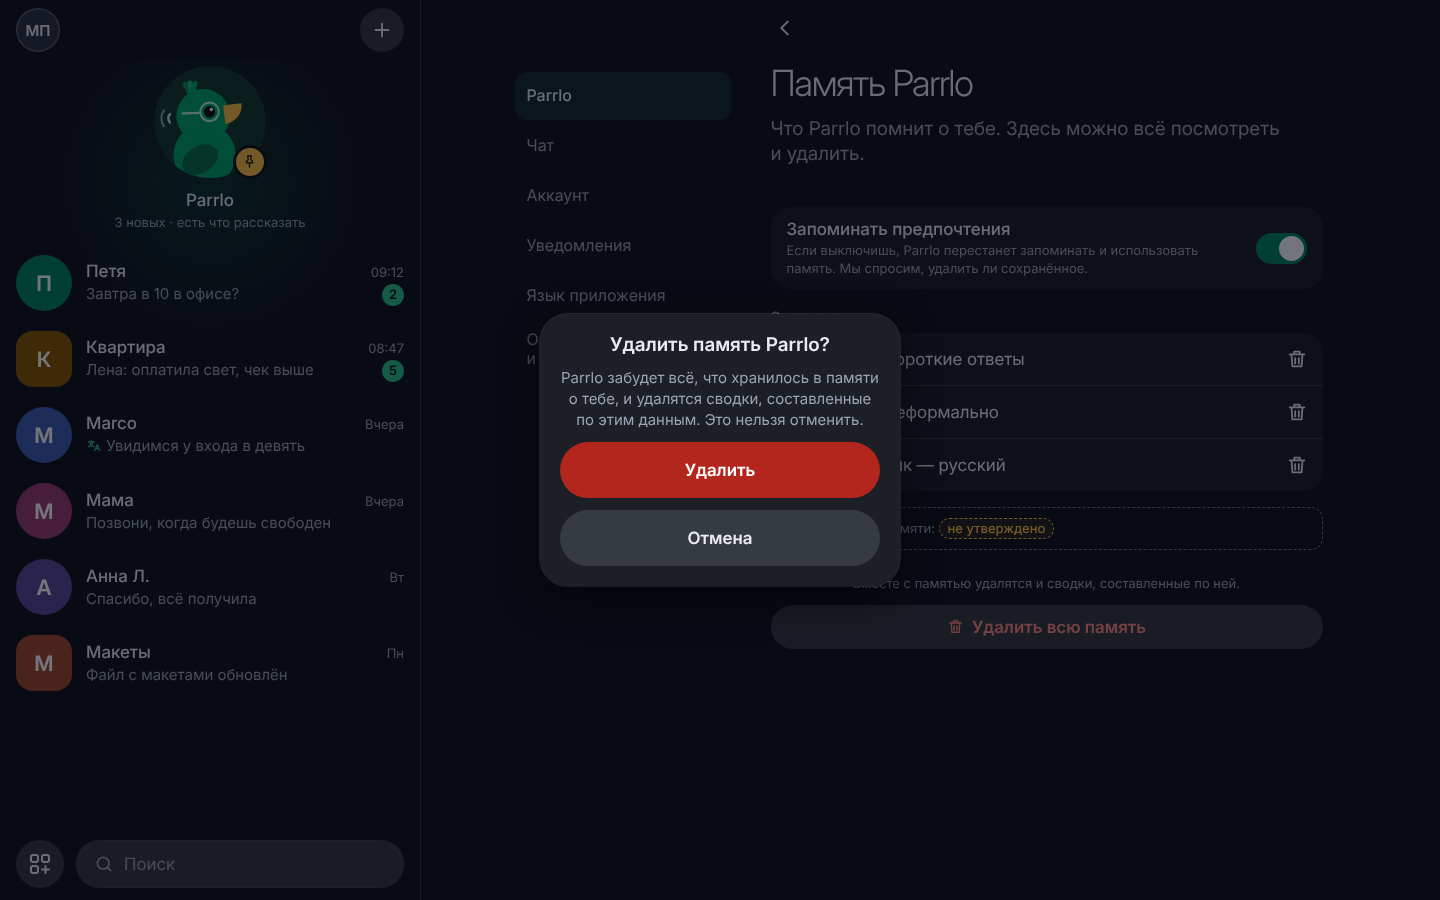 МП
Parrlo
3 новых · есть что рассказать
Петя
09:12
Завтра в 10 в офисе?
2
П
Квартира
08:47
Лена: оплатила свет, чек выше
5
К
Marco
Вчера
Увидимся у входа в девять
M
Мама
Вчера
Позвони, когда будешь свободен
М
Анна Л.
Вт
Спасибо, всё получила
А
Макеты
Пн
Файл с макетами обновлён
М
Поиск
Parrlo
Чат
Аккаунт
Уведомления
Язык приложения
Память Parrlo
Что Parrlo помнит о тебе. Здесь можно всё посмотреть
и удалить.
Запоминать предпочтения
Если выключишь, Parrlo перестанет запоминать и использовать
память. Мы спросим, удалить ли сохранённое.
ответы
— русский
не утверждено
с памятью удалятся и сводки, составленные по ней.
Удалить всю память
Удалить память Parrlo?
Parrlo забудет всё, что хранилось в памяти
о тебе, и удалятся сводки, составленные
по этим данным. Это нельзя отменить.
Удалить
Отмена